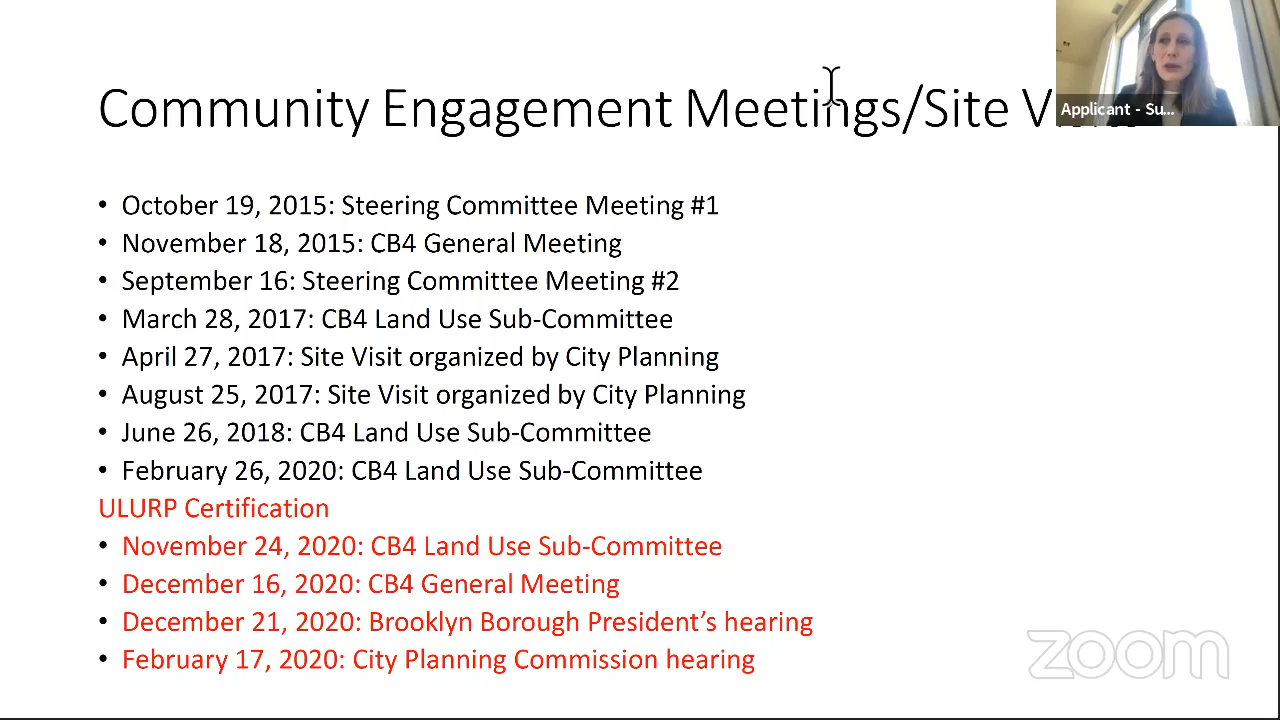 Community Engagement Meetings/Site
Applicant - Su...
• October 19, 2015: Steering Committee Meeting #1
• November 18, 2015: CB4 General Meeting
• September 16: Steering Committee Meeting #2
• March 28, 2017: CB4 Land Use Sub-Committee
• April 27, 2017: Site Visit organized by City Planning
• August 25, 2017: Site Visit organized by City Planning
• June 26, 2018: CB4 Land Use Sub-Committee
• February 26, 2020: CB4 Land Use Sub-Committee
ULURP Certification
• November 24, 2020: CB4 Land Use Sub-Committee
• December 16, 2020: CB4 General Meeting
• December 21, 2020: Brooklyn Borough President’s hearing
• February 17, 2020: City Planning Commission hearing
zoom